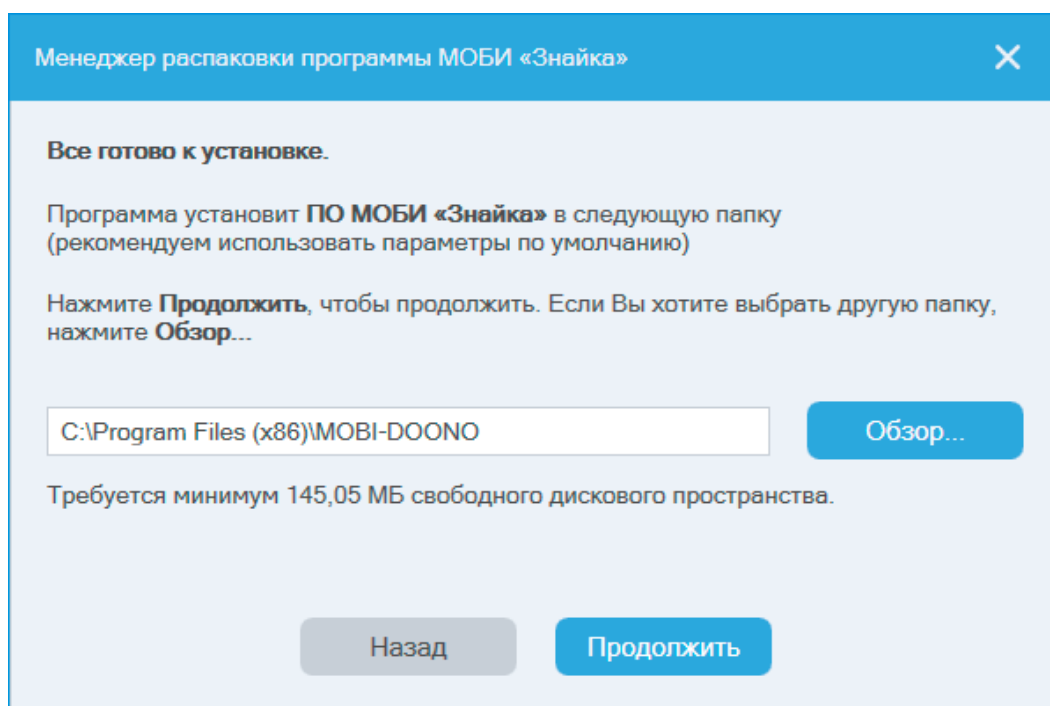 Менеджер распаковки программы МОБИ «Знайка»
Все готово к установке.
Программа установит ПО МОБИ «Знайка» в следующую папку
(рекомендуем использовать параметры по умолчанию)
Нажмите Продолжить, чтобы продолжить. Если Вы хотите выбрать другую папку,
нажмите Обзор...
C:\Program Files (x86)\MOBI-DOONO
Обзор...
Требуется минимум 145,05 МБ свободного дискового пространства.
Назад
Продолжить